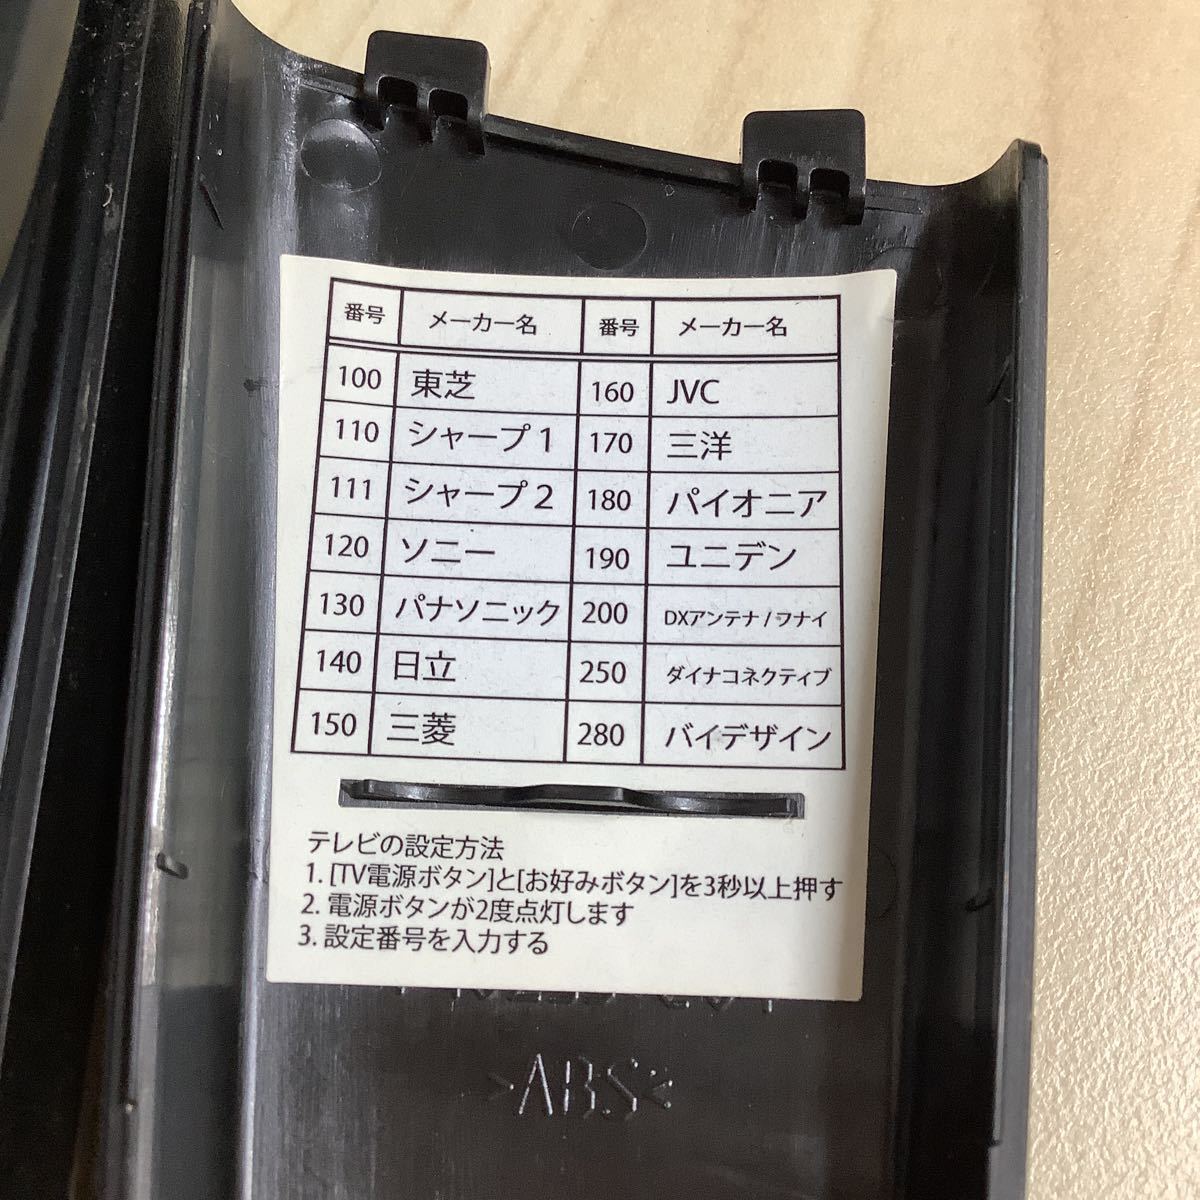 番号 メーカー名 番号 メーカー名
100 東芝 160 JVC
110 シャープ1 170 三洋
111 シャープ2 180 パイオニア
120 ソニー 190 ユニデン
130 パナソニック 200 DXアンテナ/フナイ
140 日立 250 ダイナコネクティブ
150 三菱 280 バイデザイン
テレビの設定方法
1. [TV電源ボタン]と[お好みボタン]を3秒以上押す
2. 電源ボタンが2度点灯します
3. 設定番号を入力する
>ABS<